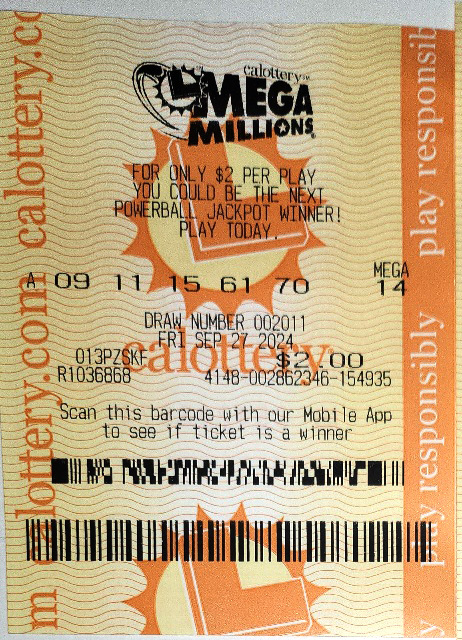 calottery
MEGA
MILLIONS
FOR ONLY $2 PER PLAY
YOU COULD BE THE NEXT
POWERBALL JACKPOT WINNER!
PLAY TODAY.
MEGA
A 09 11 15 61 70 14
DRAW NUMBER 002011
FRI SEP 27 2024
calottery
013PZSKF $2.00
R1036868 4148-002862346-154935
Scan this barcode with our Mobile App
to see if ticket is a winner
m calottery.com calottery.co
y play responsibly play responsib